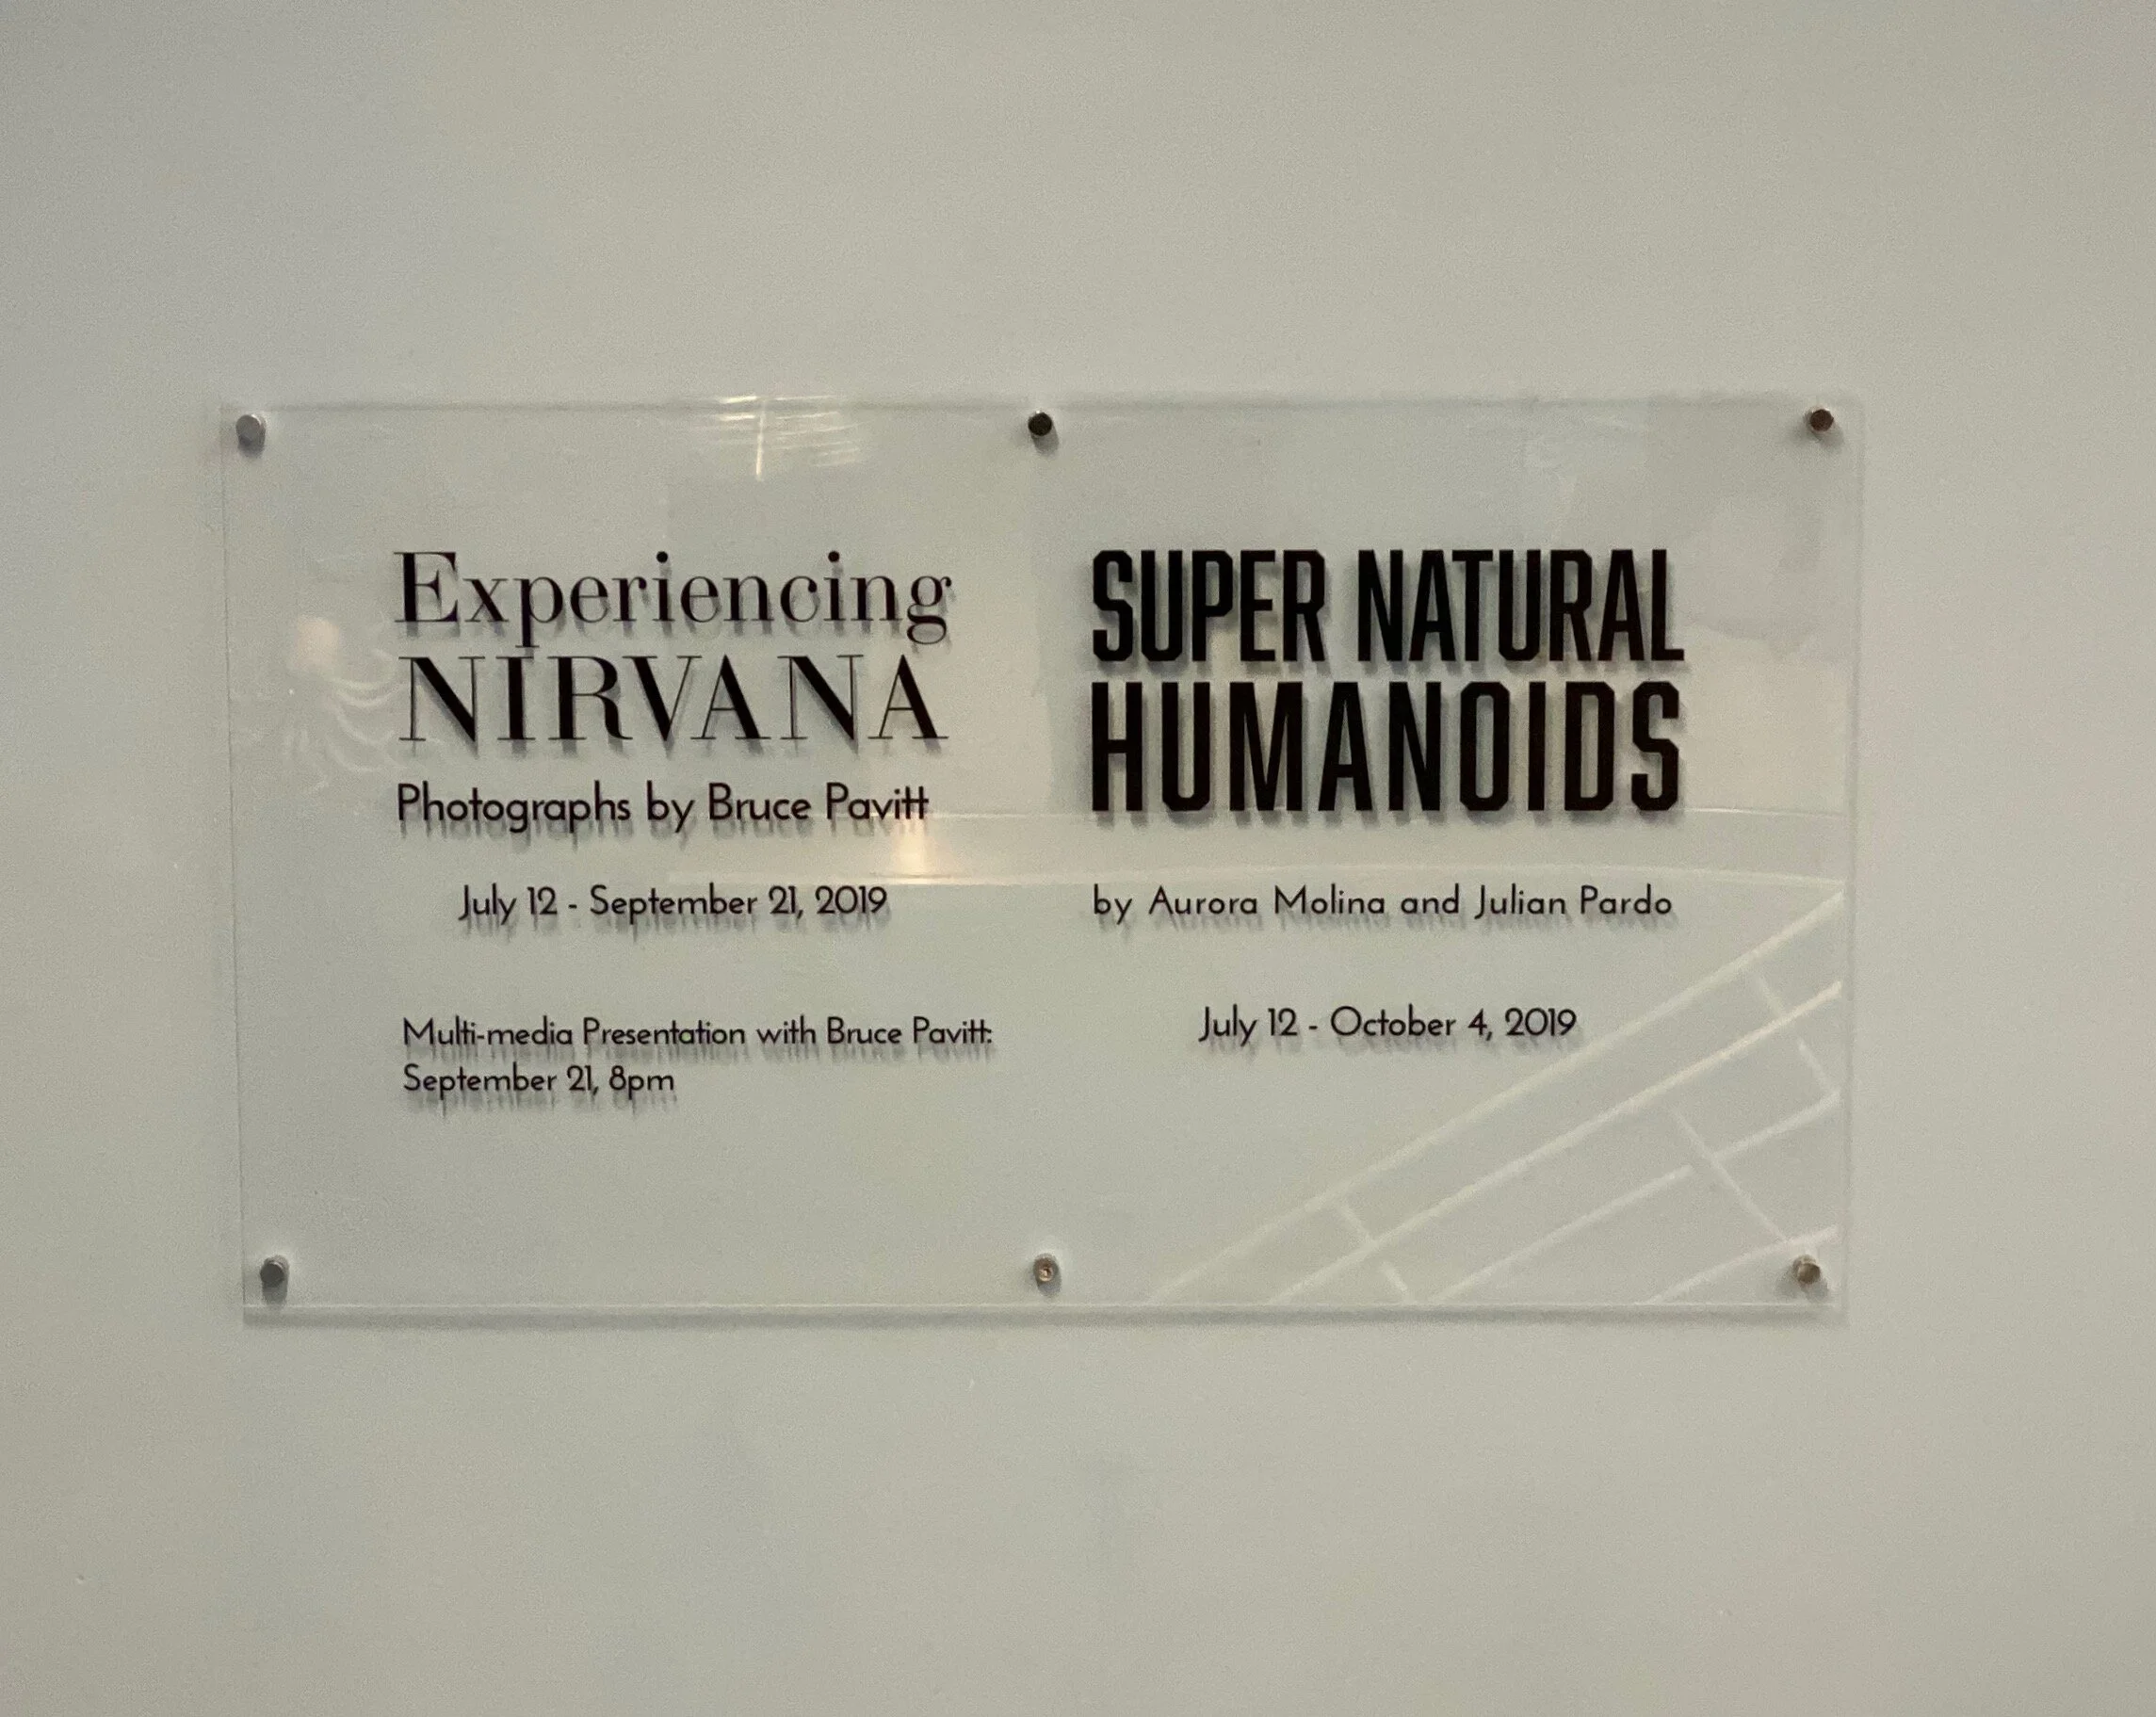 Experiencing
NIRVANA
Photographs by Bruce Pavitt
July 12 - September 21, 2019
Multi-media Presentation with Bruce Pavitt:
September 21, 8pm
SUPER NATURAL
HUMANOIDS
by Aurora Molina and Julian Pardo
July 12 - October 4, 2019